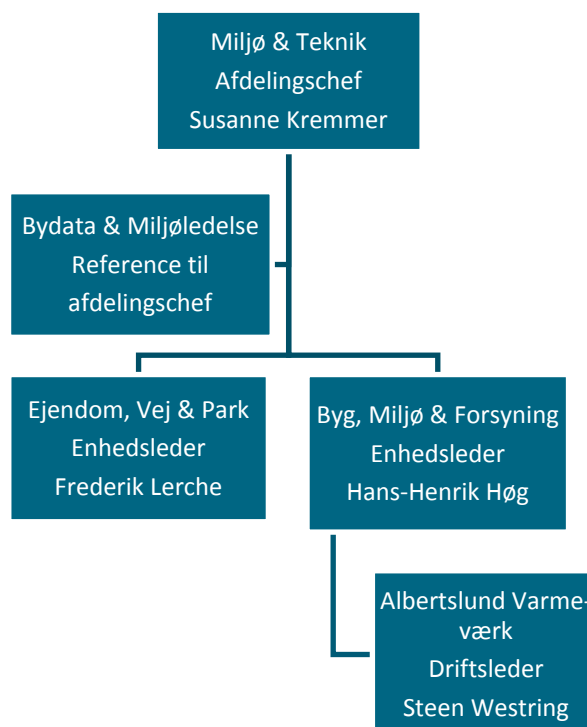 Miljø & Teknik
Afdelingschef
Susanne Kremmer
Bydata & Miljøledelse
Reference til
afdelingschef
Ejendom, Vej & Park
Enhedsleder
Frederik Lerche
Byg, Miljø & Forsyning
Enhedsleder
Hans-Henrik Høg
Albertslund Varme-
værk
Driftsleder
Steen Westring